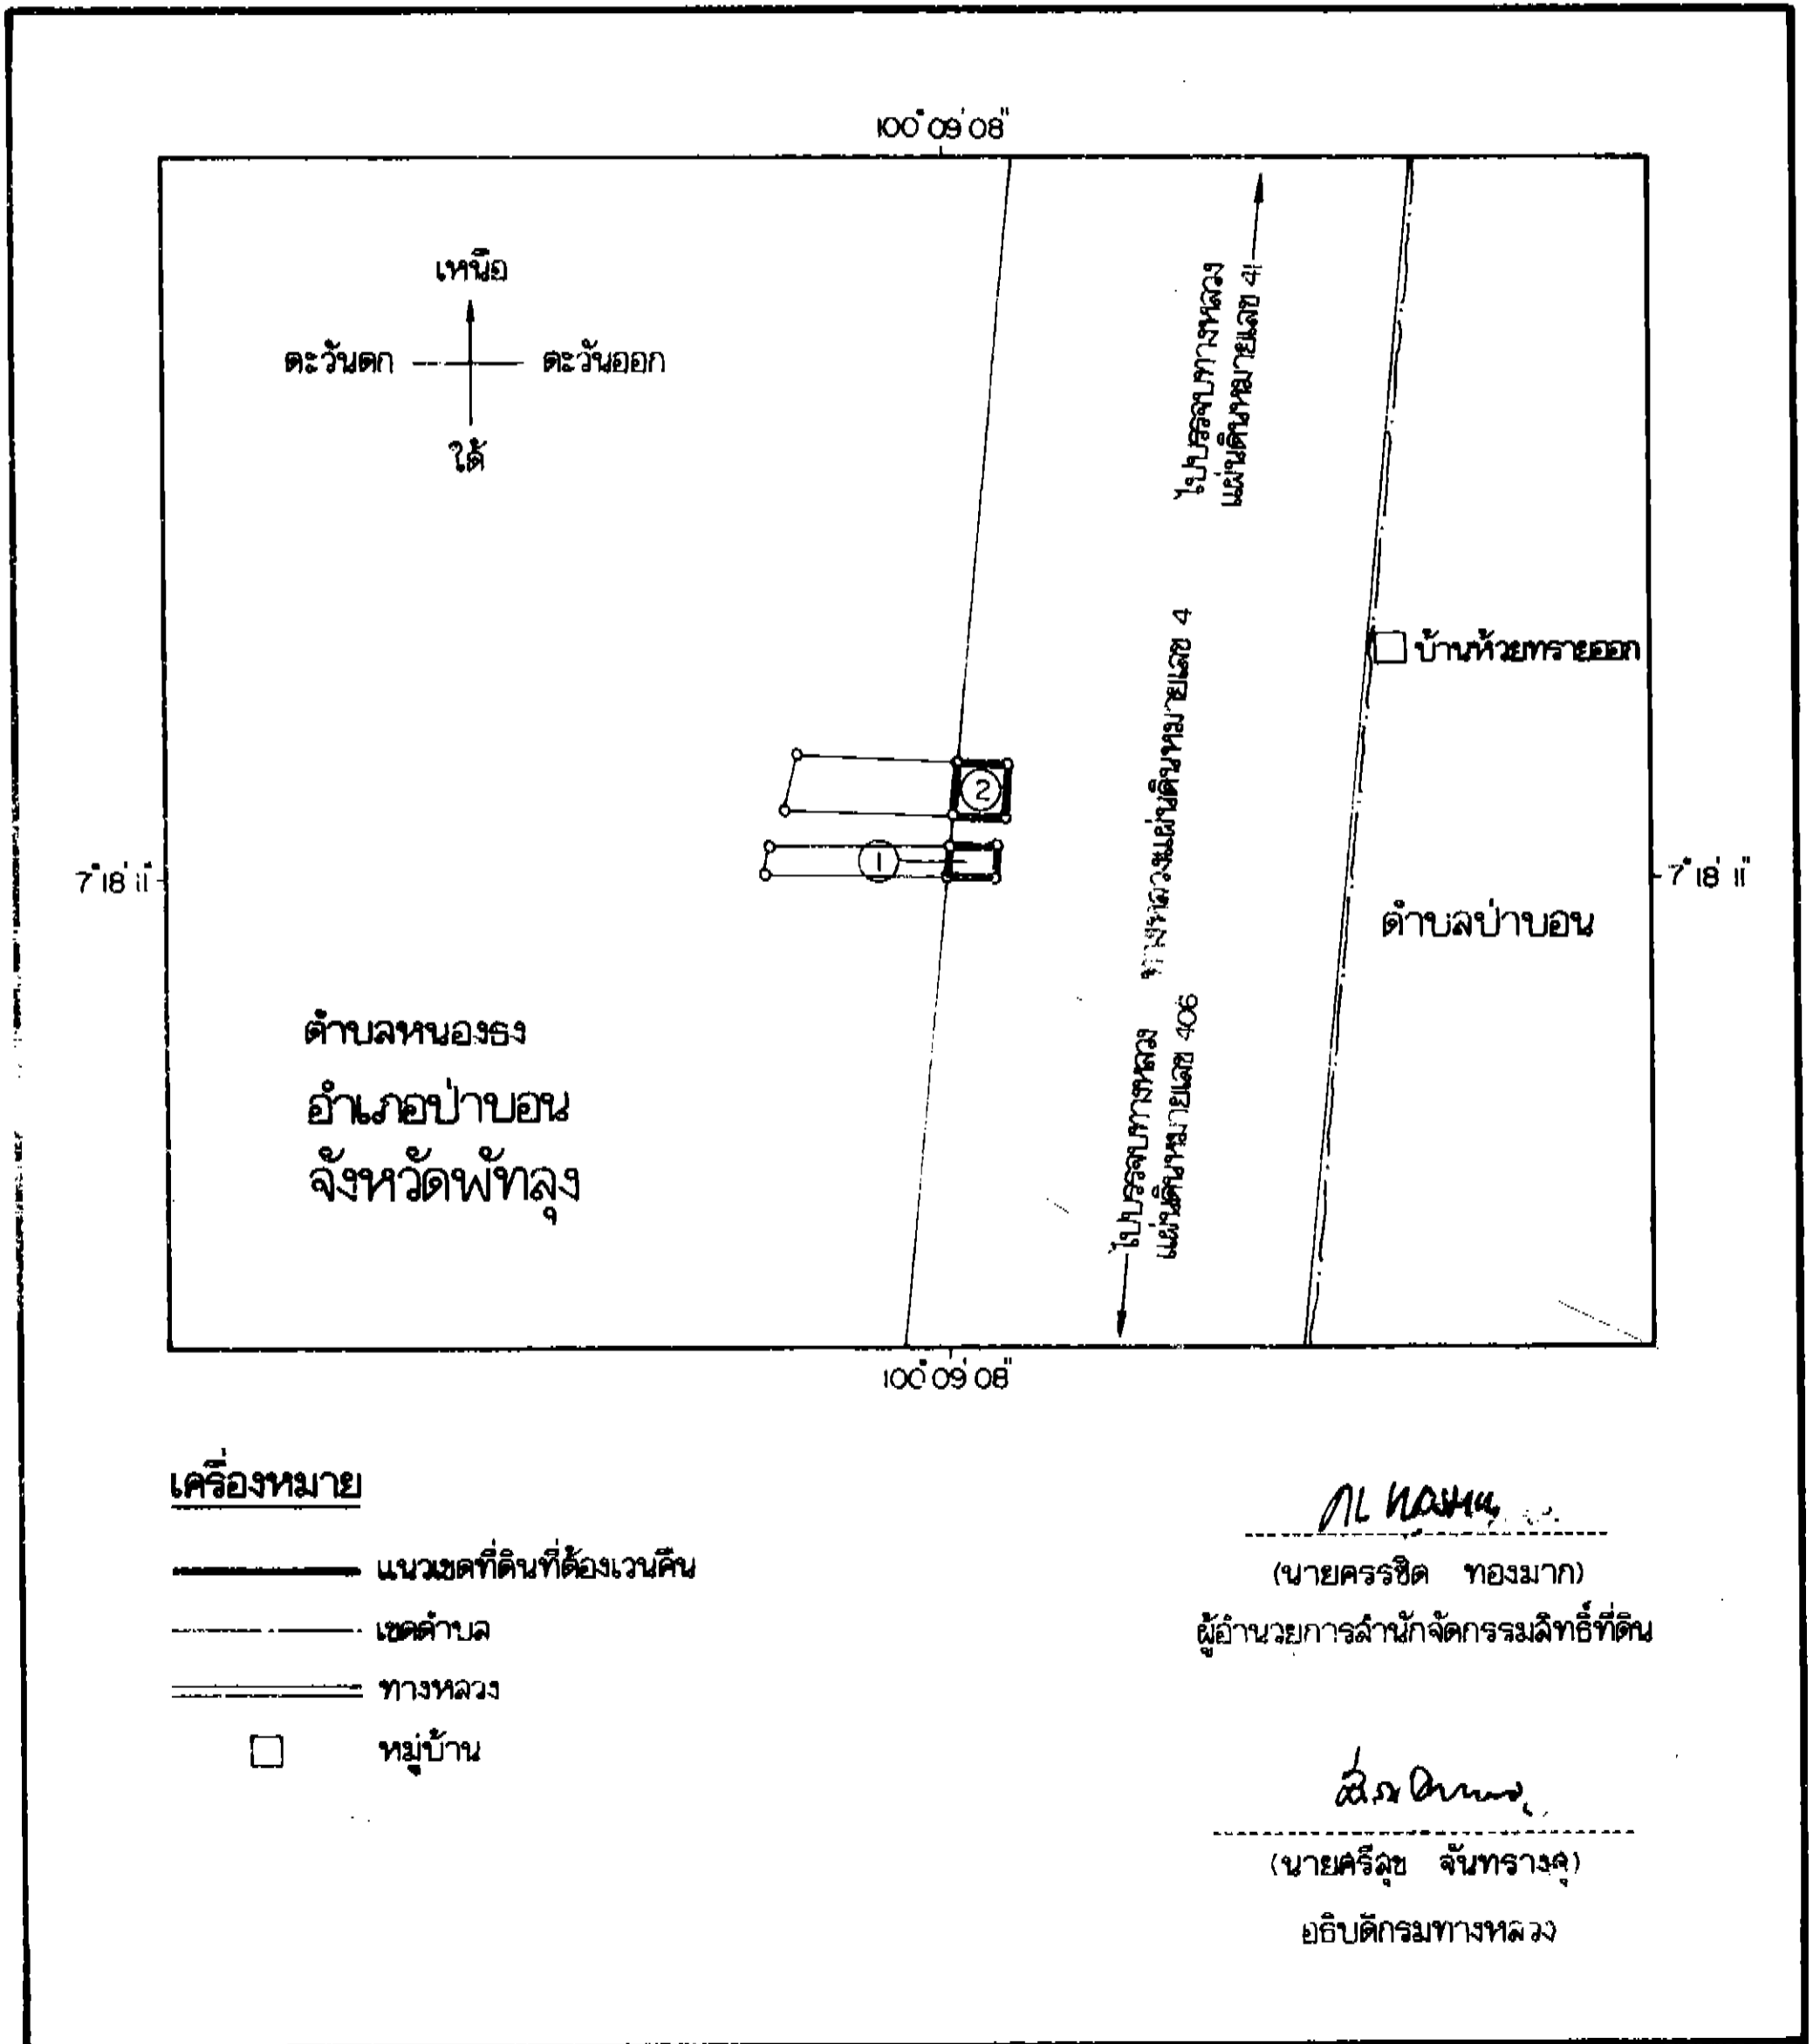 100° 09' 08"
เหนือ
ตะวันตก ตะวันออก
ใต้
ไปบรรจบทางหลวง
แผ่นดินหมายเลข 41
ทางหลวงแผ่นดินหมายเลข 4
บ้านห้วยทรายออก
2
1
7° 18' 11"
7° 18' 11"
ตำบลป่าบอน
ตำบลหนองธง
อำเภอป่าบอน
จังหวัดพัทลุง
ไปบรรจบทางหลวง
แผ่นดินหมายเลข 406
100° 09' 08"
เครื่องหมาย
แนวเขตที่ดินที่ต้องเวนคืน
เขตตำบล
ทางหลวง
หมู่บ้าน
(นายครรชิต ทองมาก)
ผู้อำนวยการสำนักจัดกรรมสิทธิ์ที่ดิน
(นายศรีสุข จันทรางศุ)
อธิบดีกรมทางหลวง